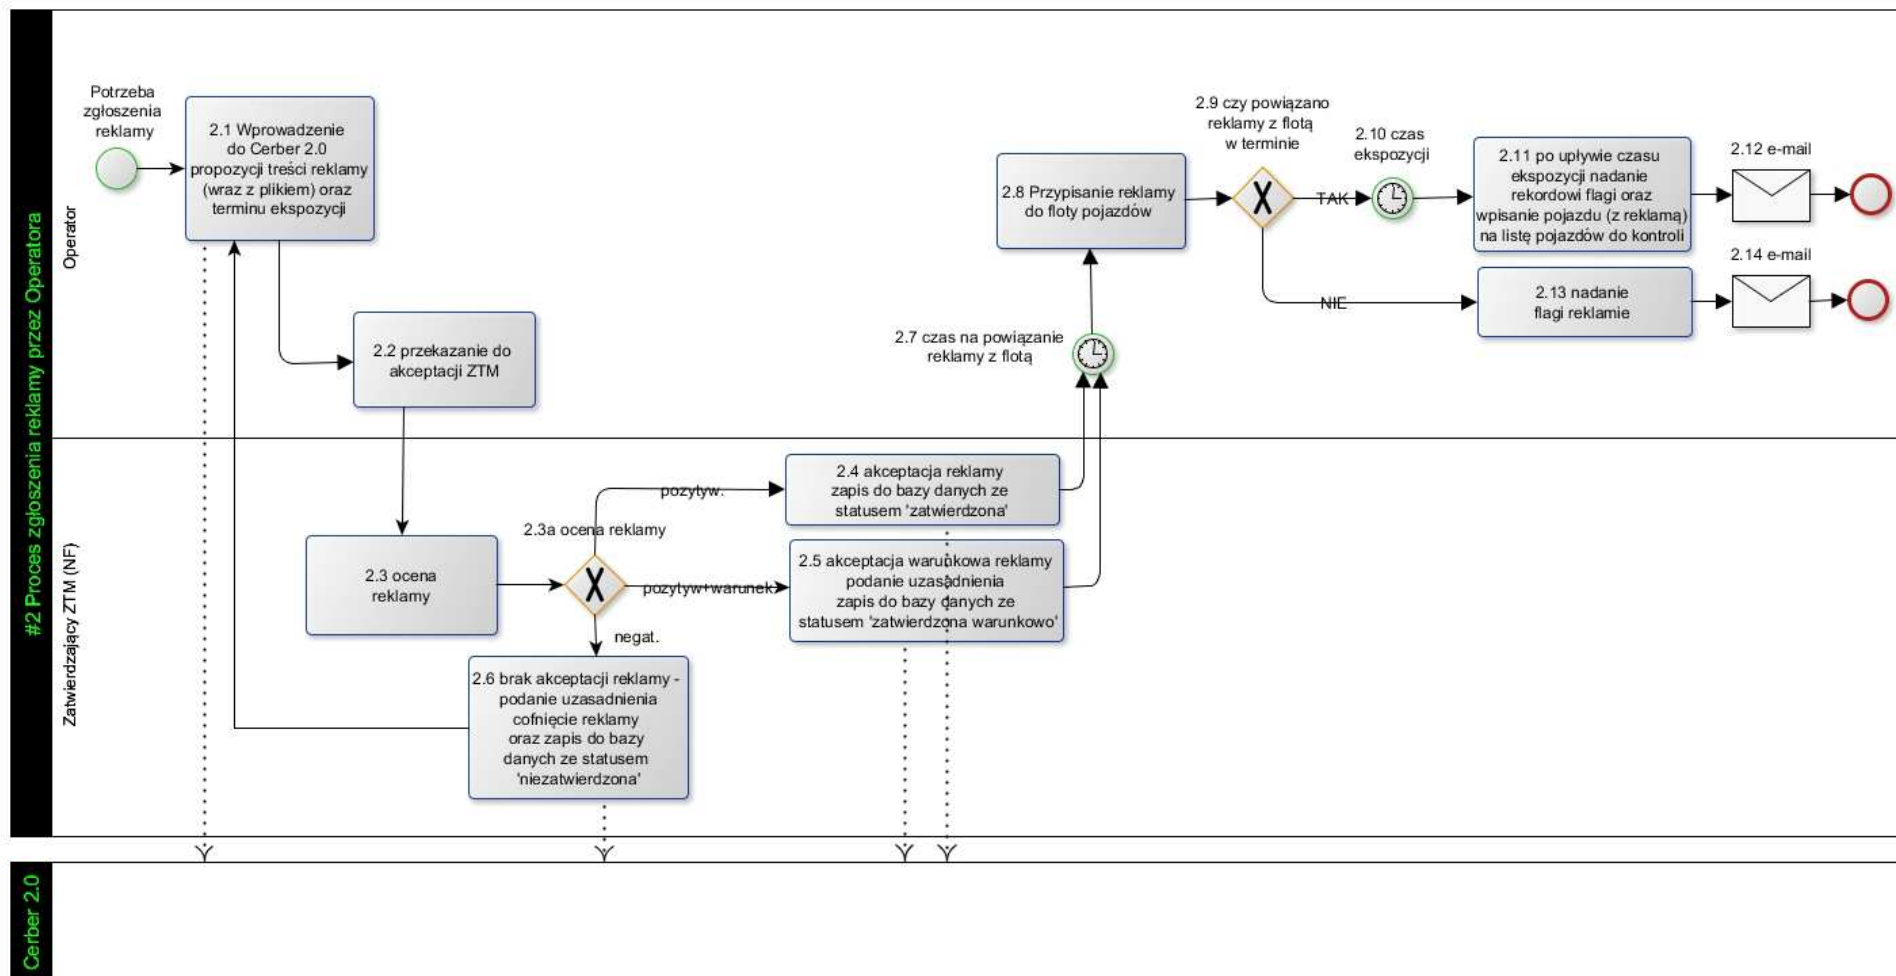 #2 Proces zgłoszenia reklamy przez Operatora
Operator
Potrzeba
zgłoszenia
reklamy
2.1 Wprowadzenie
do Cerber 2.0
propozycji treści reklamy
(wraz z plikiem) oraz
terminu ekspozycji
2.2 przekazanie do
akceptacji ZTM
2.7 czas na powiązanie
reklamy z flotą
2.8 Przypisanie reklamy
do floty pojazdów
2.9 czy powiązano
reklamy z flotą
w terminie
TAK
NIE
2.10 czas
ekspozycji
2.11 po upływie czasu
ekspozycji nadanie
rekordowi flagi oraz
wpisanie pojazdu (z reklamą)
na listę pojazdów do kontroli
2.12 e-mail
2.13 nadanie
flagi reklamie
2.14 e-mail
Zatwierdzający ZTM (NF)
2.3 ocena
reklamy
2.3a ocena reklamy
pozytyw.
pozytyw+warunek
negat.
2.4 akceptacja reklamy
zapis do bazy danych ze
statusem 'zatwierdzona'
2.5 akceptacja warunkowa reklamy
podanie uzasadnienia
zapis do bazy danych ze
statusem 'zatwierdzona warunkowo'
2.6 brak akceptacji reklamy -
podanie uzasadnienia
cofnięcie reklamy
oraz zapis do bazy
danych ze statusem
'niezatwierdzona'
Cerber 2.0